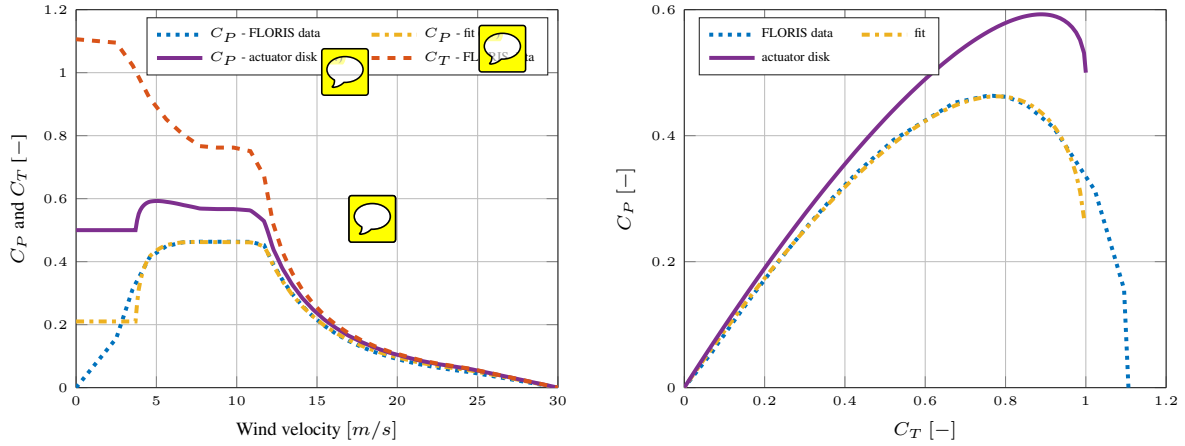 1.2
1
0.8
0.6
0.4
0.2
0
C_P and C_T [−]
C_P - FLORIS data
C_P - actuator disk
C_P - fit
C_T - FLORIS data
0 5 10 15 20 25 30
Wind velocity [m/s]
0.6
0.4
0.2
0
C_P [−]
FLORIS data
actuator disk
fit
0 0.2 0.4 0.6 0.8 1 1.2
C_T [−]